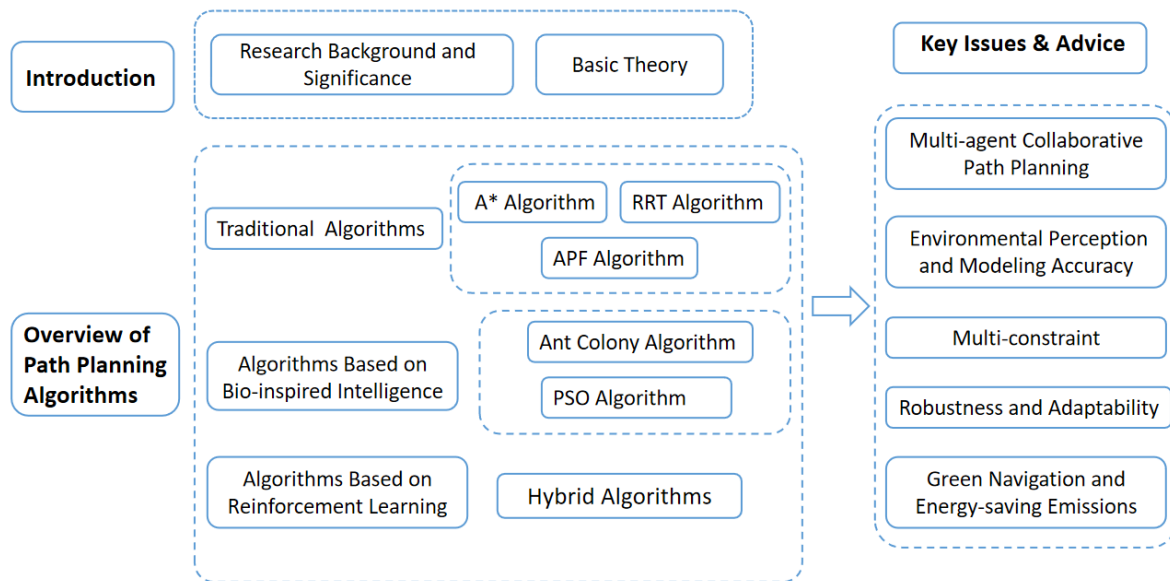 Introduction
Research Background and
Significance
Basic Theory
Overview of
Path Planning
Algorithms
Traditional Algorithms
A* Algorithm
RRT Algorithm
APF Algorithm
Algorithms Based on
Bio-inspired Intelligence
Ant Colony Algorithm
PSO Algorithm
Algorithms Based on
Reinforcement Learning
Hybrid Algorithms
Key Issues & Advice
Multi-agent Collaborative
Path Planning
Environmental Perception
and Modeling Accuracy
Multi-constraint
Robustness and Adaptability
Green Navigation and
Energy-saving Emissions